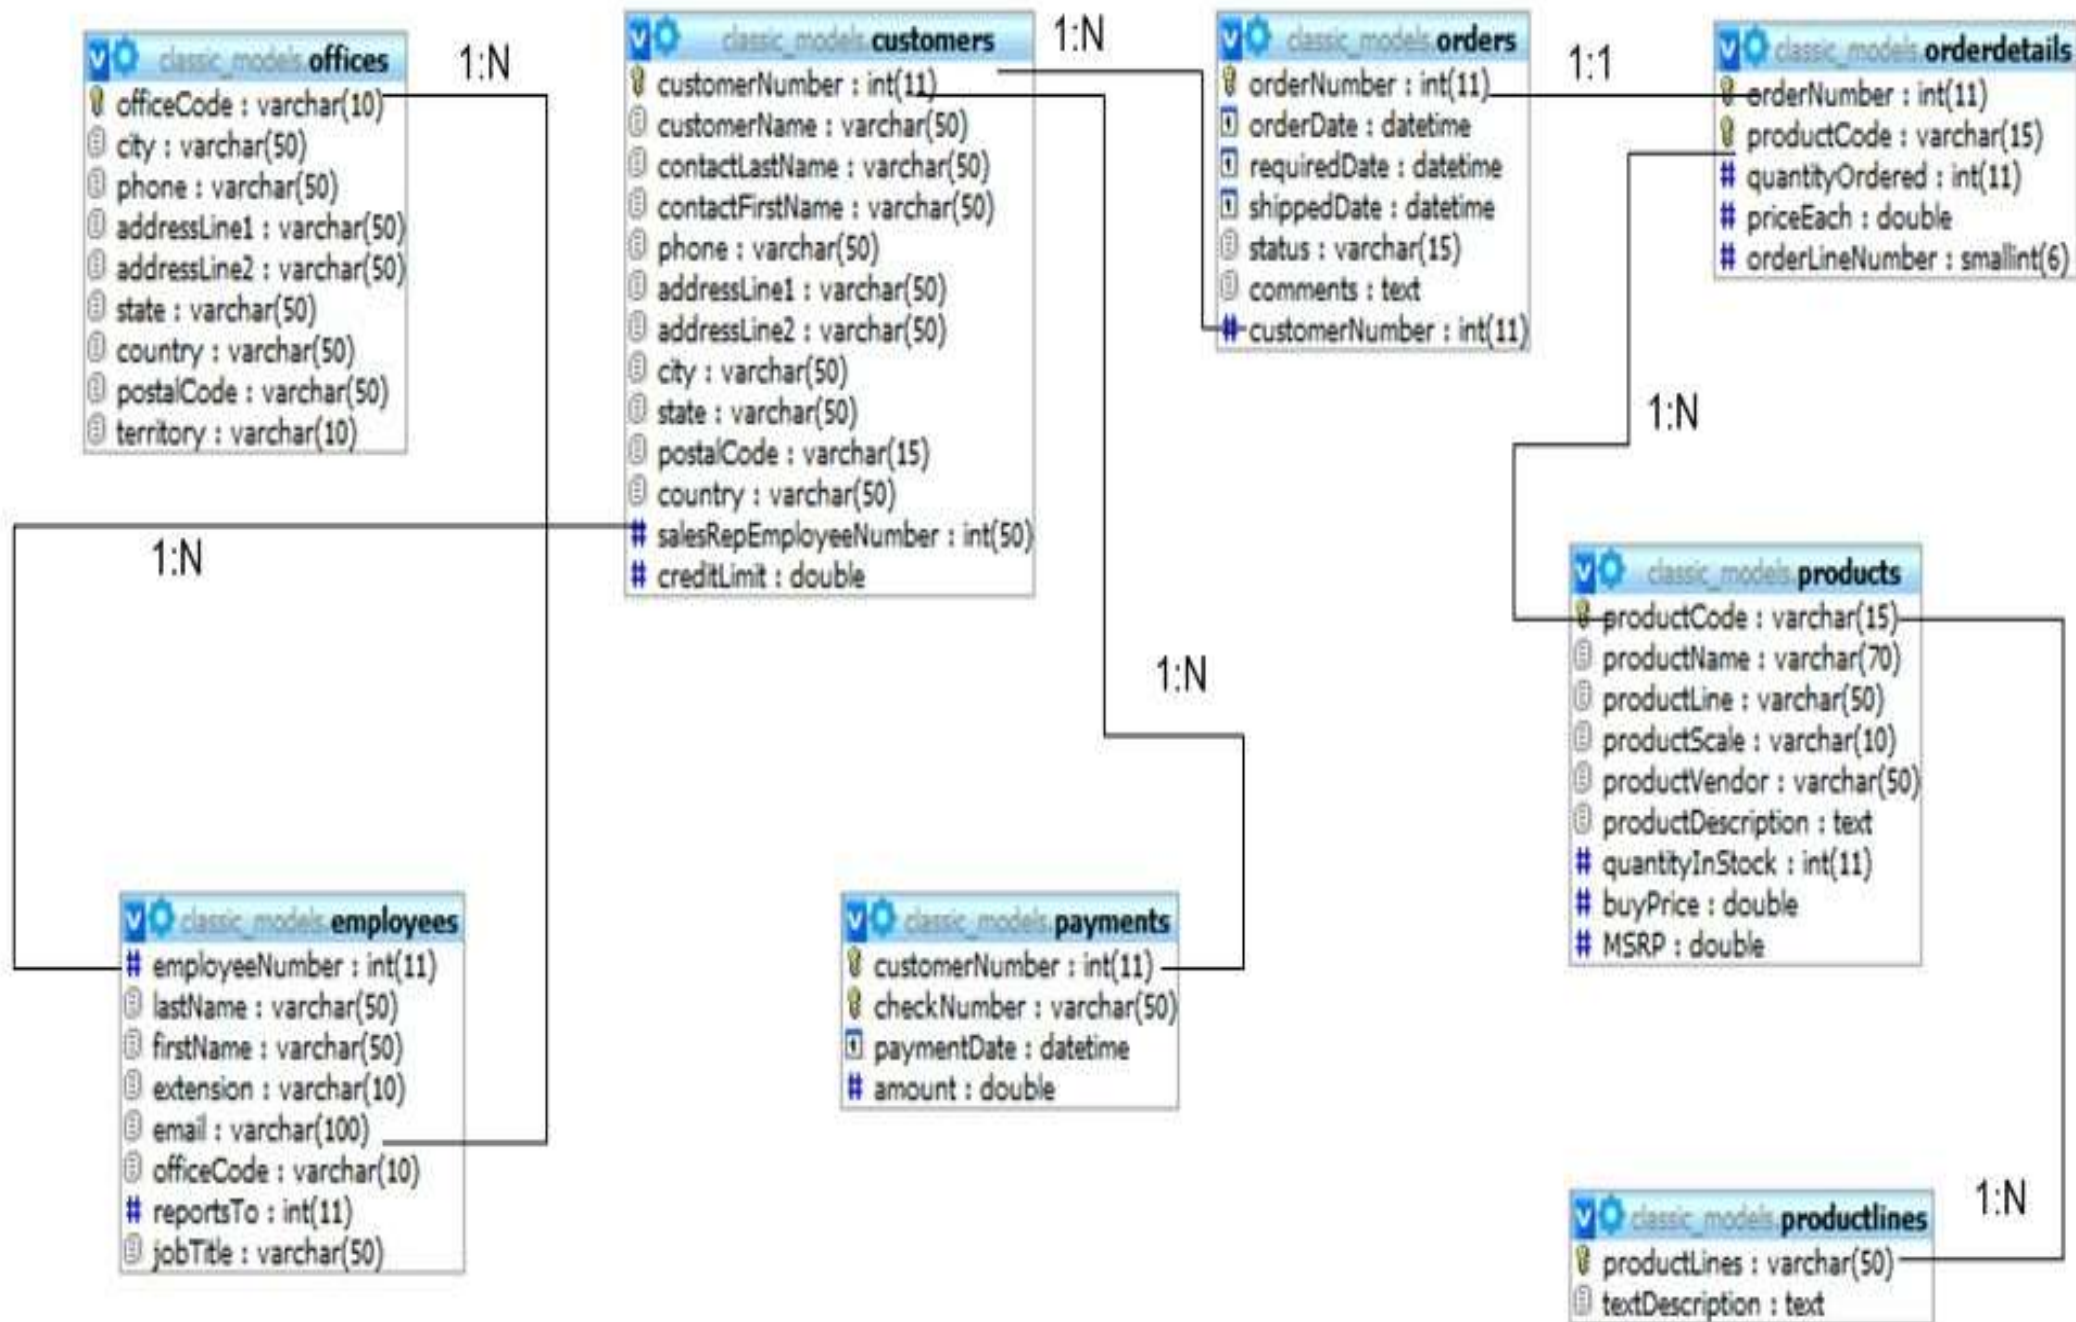 classic_models.offices
officeCode : varchar(10)
city : varchar(50)
phone : varchar(50)
addressLine1 : varchar(50)
addressLine2 : varchar(50)
state : varchar(50)
country : varchar(50)
postalCode : varchar(50)
territory : varchar(10)
1:N
classic_models.customers
customerNumber : int(11)
customerName : varchar(50)
contactLastName : varchar(50)
contactFirstName : varchar(50)
phone : varchar(50)
addressLine1 : varchar(50)
addressLine2 : varchar(50)
city : varchar(50)
state : varchar(50)
postalCode : varchar(15)
country : varchar(50)
salesRepEmployeeNumber : int(50)
creditLimit : double
1:N
classic_models.orders
orderNumber : int(11)
orderDate : datetime
requiredDate : datetime
shippedDate : datetime
status : varchar(15)
comments : text
customerNumber : int(11)
1:1
classic_models.orderdetails
orderNumber : int(11)
productCode : varchar(15)
quantityOrdered : int(11)
priceEach : double
orderLineNumber : smallint(6)
1:N
1:N
1:N
classic_models.products
productCode : varchar(15)
productName : varchar(70)
productLine : varchar(50)
productScale : varchar(10)
productVendor : varchar(50)
productDescription : text
quantityInStock : int(11)
buyPrice : double
MSRP : double
classic_models.employees
employeeNumber : int(11)
lastName : varchar(50)
firstName : varchar(50)
extension : varchar(10)
email : varchar(100)
officeCode : varchar(10)
reportsTo : int(11)
jobTitle : varchar(50)
classic_models.payments
customerNumber : int(11)
checkNumber : varchar(50)
paymentDate : datetime
amount : double
1:N
classic_models.productlines
productLines : varchar(50)
textDescription : text